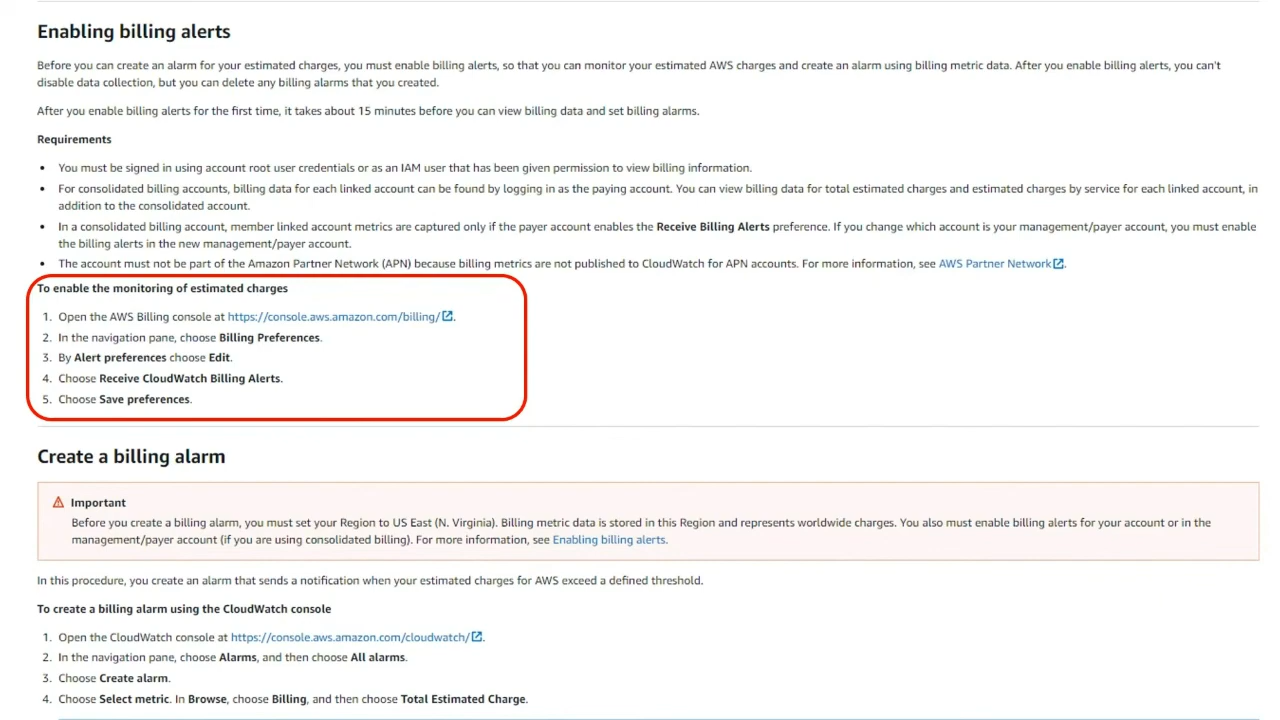 Enabling billing alerts
Before you can create an alarm for your estimated charges, you must enable billing alerts, so that you can monitor your estimated AWS charges and create an alarm using billing metric data. After you enable billing alerts, you can't
disable data collection, but you can delete any billing alarms that you created.
After you enable billing alerts for the first time, it takes about 15 minutes before you can view billing data and set billing alarms.
Requirements
• You must be signed in using account root user credentials or as an IAM user that has been given permission to view billing information.
• For consolidated billing accounts, billing data for each linked account can be found by logging in as the paying account. You can view billing data for total estimated charges and estimated charges by service for each linked account, in
addition to the consolidated account.
• In a consolidated billing account, member linked account metrics are captured only if the payer account enables the Receive Billing Alerts preference. If you change which account is your management/payer account, you must enable
the billing alerts in the new management/payer account.
• The account must not be part of the Amazon Partner Network (APN) because billing metrics are not published to CloudWatch for APN accounts. For more information, see AWS Partner Network.
To enable the monitoring of estimated charges
1. Open the AWS Billing console at https://console.aws.amazon.com/billing/.
2. In the navigation pane, choose Billing Preferences.
3. By Alert preferences choose Edit.
4. Choose Receive CloudWatch Billing Alerts.
5. Choose Save preferences.
Create a billing alarm
Important
Before you create a billing alarm, you must set your Region to US East (N. Virginia). Billing metric data is stored in this Region and represents worldwide charges. You also must enable billing alerts for your account or in the
management/payer account (if you are using consolidated billing). For more information, see Enabling billing alerts.
In this procedure, you create an alarm that sends a notification when your estimated charges for AWS exceed a defined threshold.
To create a billing alarm using the CloudWatch console
1. Open the CloudWatch console at https://console.aws.amazon.com/cloudwatch/.
2. In the navigation pane, choose Alarms, and then choose All alarms.
3. Choose Create alarm.
4. Choose Select metric. In Browse, choose Billing, and then choose Total Estimated Charge.